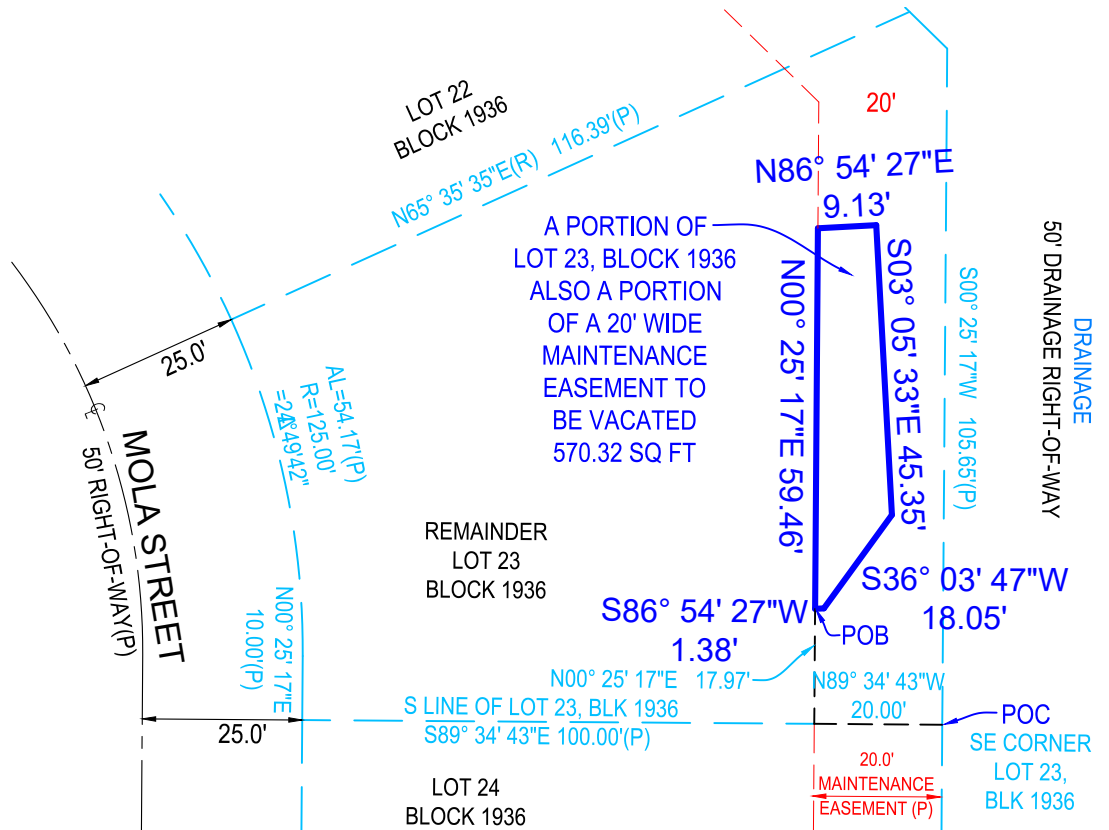 LOT 22
BLOCK 1936
20'
N65° 35' 35"E(R) 116.39'(P)
N86° 54' 27"E
9.13'
A PORTION OF
LOT 23, BLOCK 1936
ALSO A PORTION
OF A 20' WIDE
MAINTENANCE
EASEMENT TO
BE VACATED
570.32 SQ FT
N00° 25' 17"E 59.46'
S03° 05' 33"E 45.35'
S00° 25' 17"W 105.65'(P)
50' DRAINAGE RIGHT-OF-WAY
DRAINAGE
25.0'
AL=54.17'(P)
R=125.00'
=24°49'42"
MOLA STREET
50' RIGHT-OF-WAY(P)
REMAINDER
LOT 23
BLOCK 1936
S36° 03' 47"W
18.05'
S86° 54' 27"W
1.38'
POB
N00° 25' 17"E
10.00'(P)
N00° 25' 17"E 17.97'
N89° 34' 43"W
20.00'
S LINE OF LOT 23, BLK 1936
S89° 34' 43"E 100.00'(P)
25.0'
POC
SE CORNER
LOT 23,
BLK 1936
20.0'
MAINTENANCE
EASEMENT (P)
LOT 24
BLOCK 1936